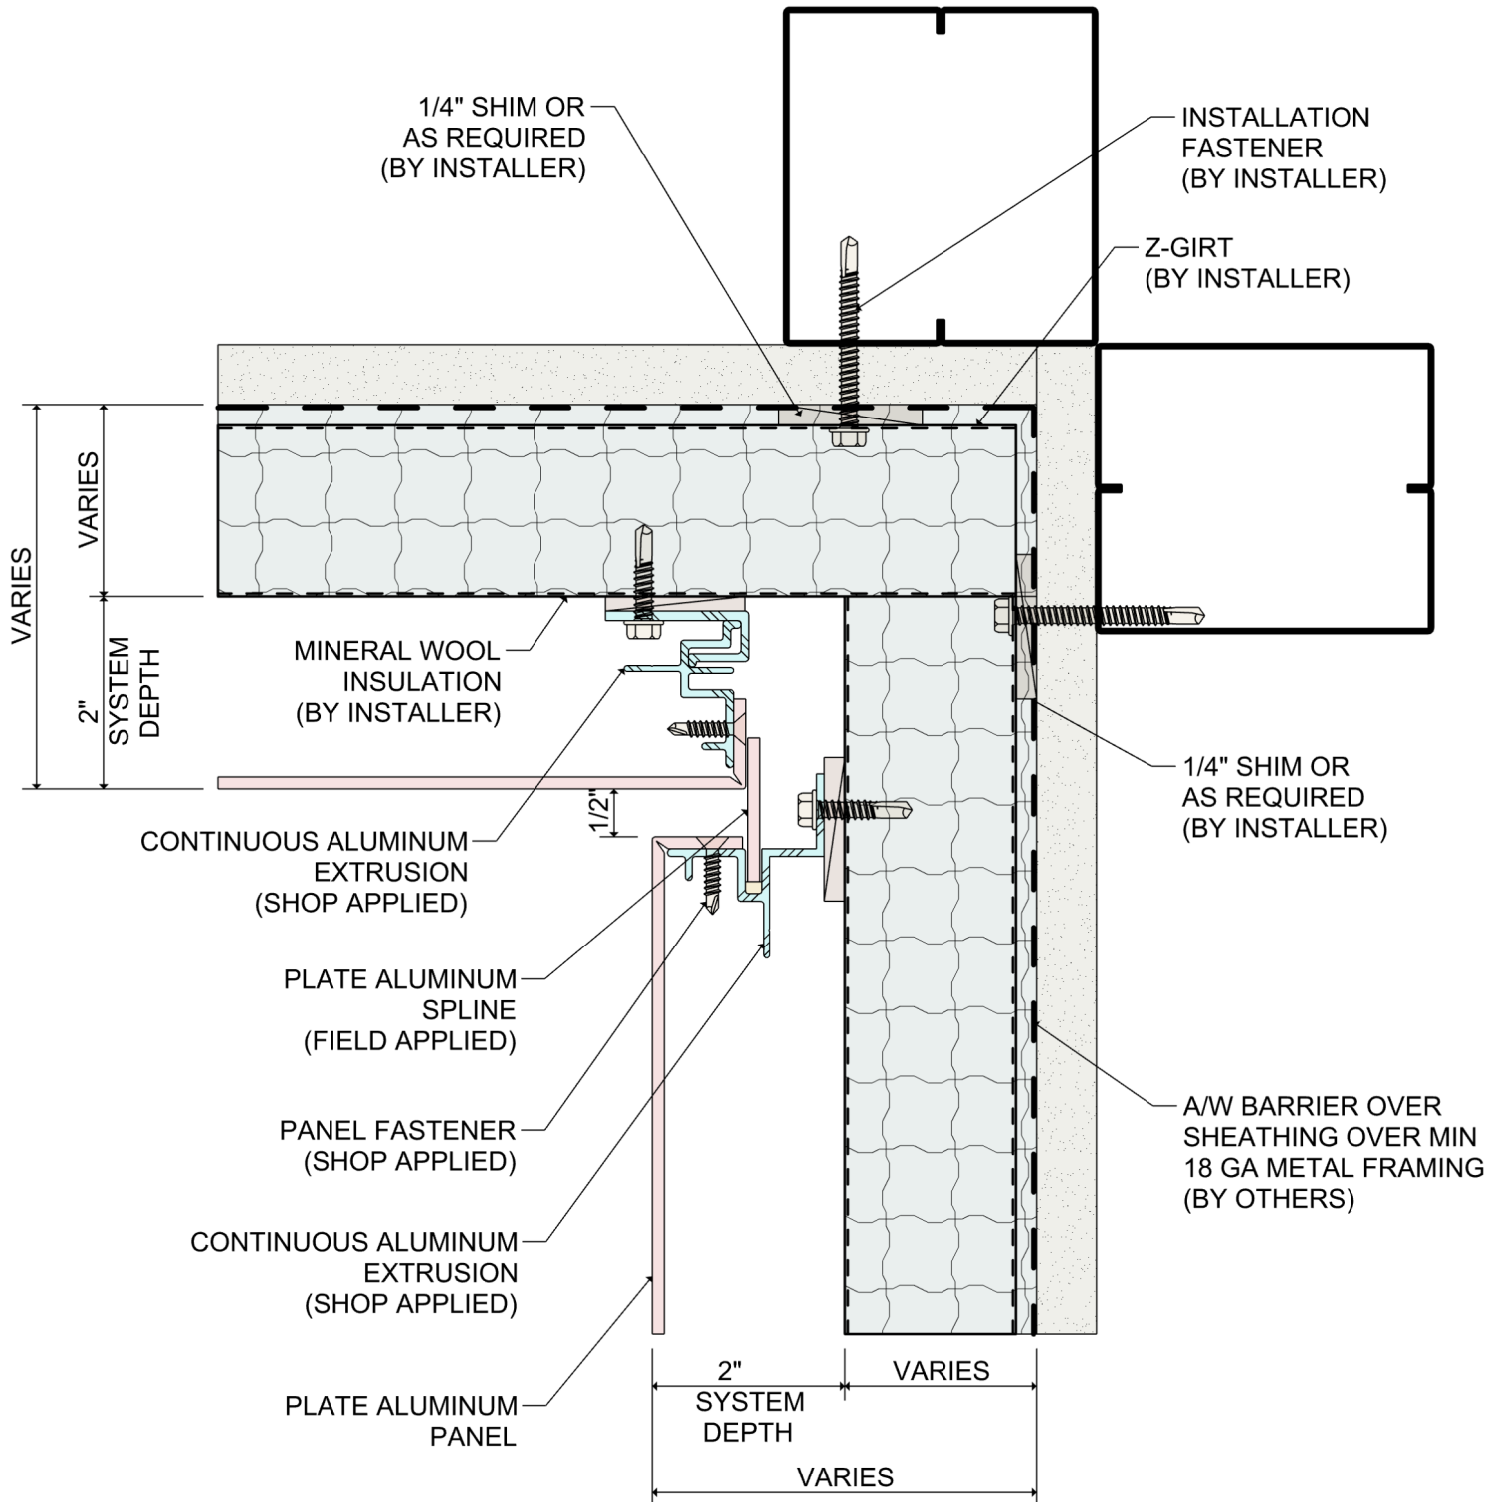 1/4" SHIM OR
AS REQUIRED
(BY INSTALLER)
INSTALLATION
FASTENER
(BY INSTALLER)
Z-GIRT
(BY INSTALLER)
VARIES
VARIES
2"
SYSTEM
DEPTH
MINERAL WOOL
INSULATION
(BY INSTALLER)
1/2"
1/4" SHIM OR
AS REQUIRED
(BY INSTALLER)
CONTINUOUS ALUMINUM
EXTRUSION
(SHOP APPLIED)
PLATE ALUMINUM
SPLINE
(FIELD APPLIED)
PANEL FASTENER
(SHOP APPLIED)
A/W BARRIER OVER
SHEATHING OVER MIN
18 GA METAL FRAMING
(BY OTHERS)
CONTINUOUS ALUMINUM
EXTRUSION
(SHOP APPLIED)
PLATE ALUMINUM
PANEL
2"
SYSTEM
DEPTH
VARIES
VARIES